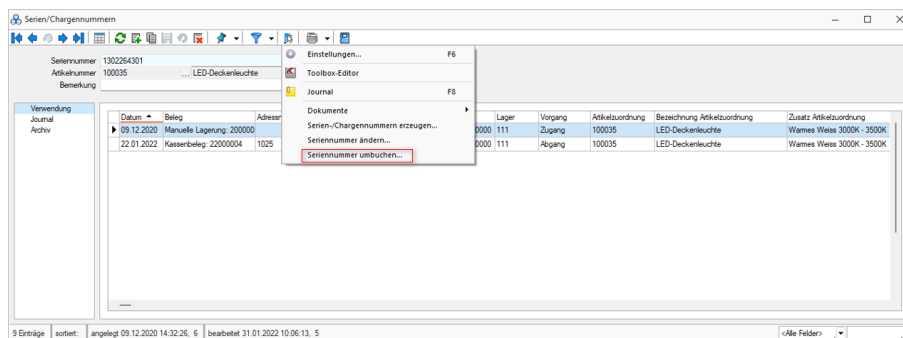 Serien/Chargennummern
Seriennummer 1302264301
Artikelnummer 100035 ... LED-Deckenleuchte
Bemerkung
Einstellungen... F6
Toolbox-Editor
Journal F8
Dokumente
Serien-/Chargennummern erzeugen...
Seriennummer ändern...
Seriennummer umbuchen...
Verwendung
Journal
Archiv
Datum Beleg Adressn Lager Vorgang Artikelzuordnung Bezeichnung Artikelzuordnung Zusatz Artikelzuordnung
09.12.2020 Manuelle Lagerung: 200000 0000 111 Zugang 100035 LED-Deckenleuchte Warmes Weiss 3000K - 3500K
22.01.2022 Kassenbeleg: 22000004 1025 0000 111 Abgang 100035 LED-Deckenleuchte Warmes Weiss 3000K - 3500K
9 Einträge sortiert: angelegt 09.12.2020 14:32:26, 6 bearbeitet 31.01.2022 10:06:13, 5 <Alle Felder>